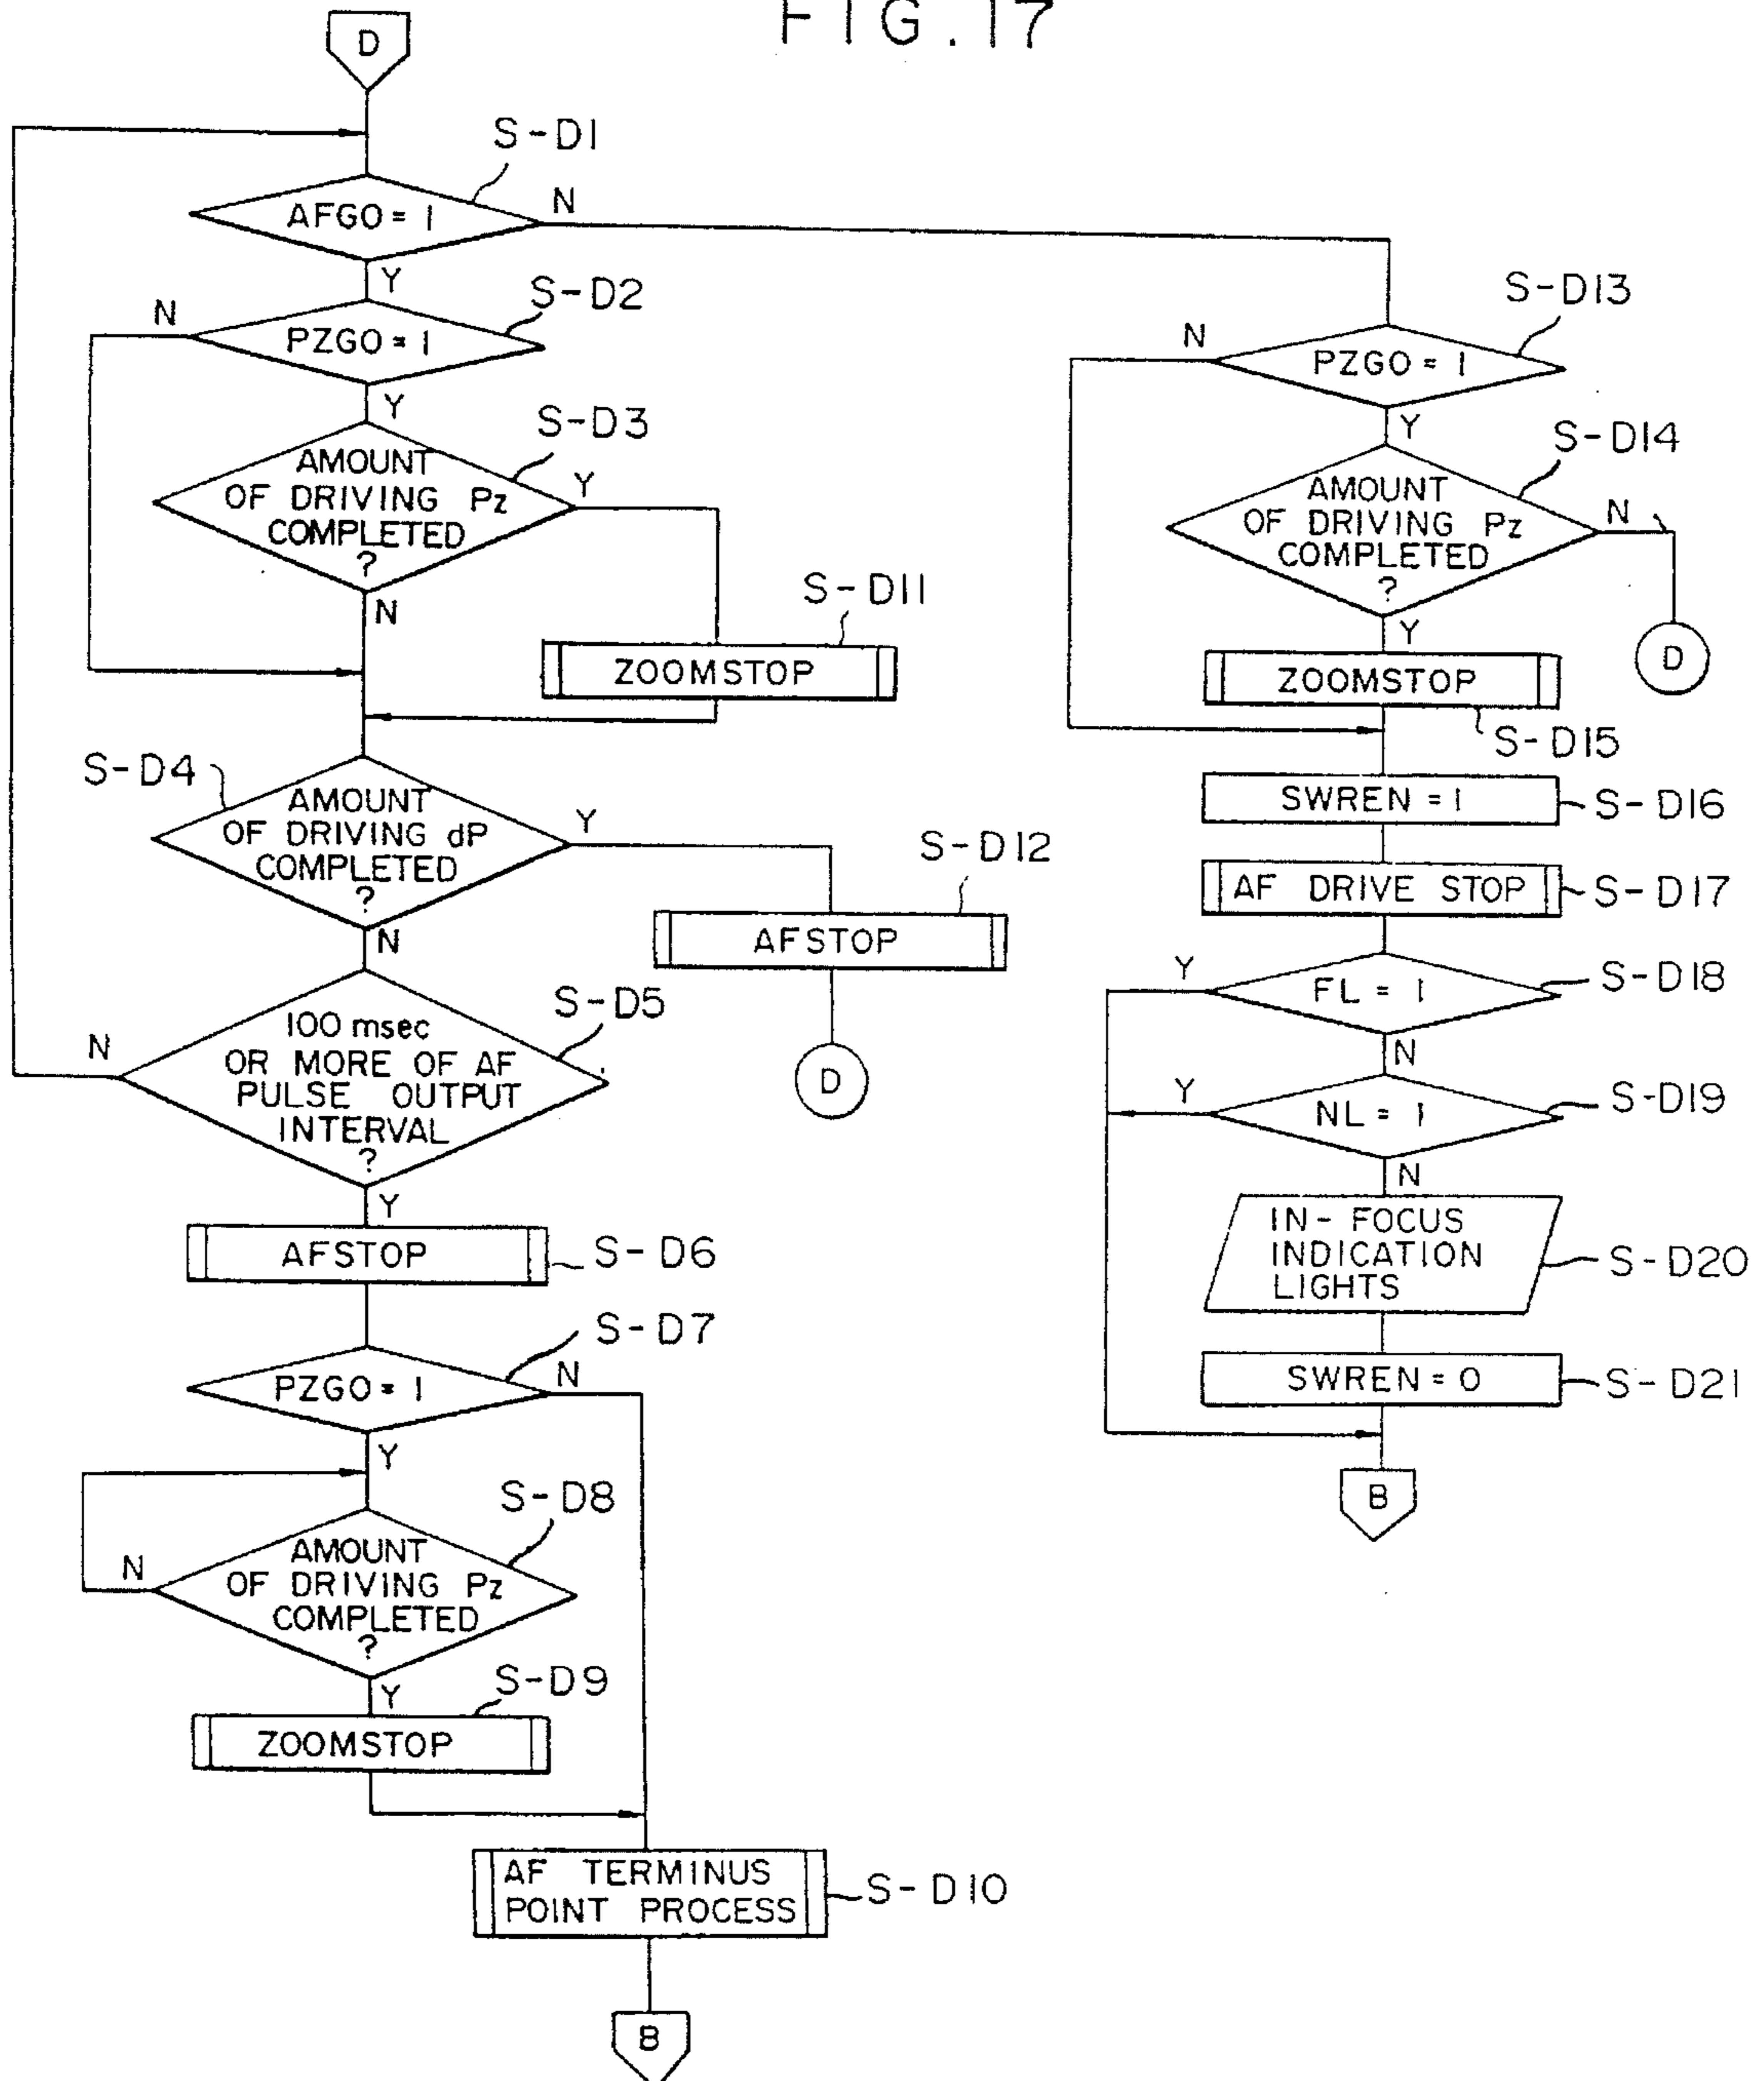 FIG. 17
D
S-D1
AFGO = 1
N
Y
S-D2
N
PZGO = 1
Y
S-D3
AMOUNT
OF DRIVING Pz
COMPLETED
?
Y
N
S-D11
ZOOMSTOP
S-D4
AMOUNT
OF DRIVING dP
COMPLETED
?
Y
N
S-D12
AFSTOP
D
S-D5
100 msec
OR MORE OF AF
PULSE OUTPUT
INTERVAL
?
N
Y
AFSTOP
S-D6
S-D7
PZGO = 1
N
Y
S-D8
AMOUNT
OF DRIVING Pz
COMPLETED
?
N
Y
S-D9
ZOOMSTOP
AF TERMINUS
POINT PROCESS
S-D10
B
S-D13
N
PZGO = 1
Y
S-D14
AMOUNT
OF DRIVING Pz
COMPLETED
?
N
D
Y
ZOOMSTOP
S-D15
SWREN = 1
S-D16
AF DRIVE STOP
S-D17
Y
FL = 1
S-D18
N
Y
NL = 1
S-D19
N
IN-FOCUS
INDICATION
LIGHTS
S-D20
SWREN = 0
S-D21
B